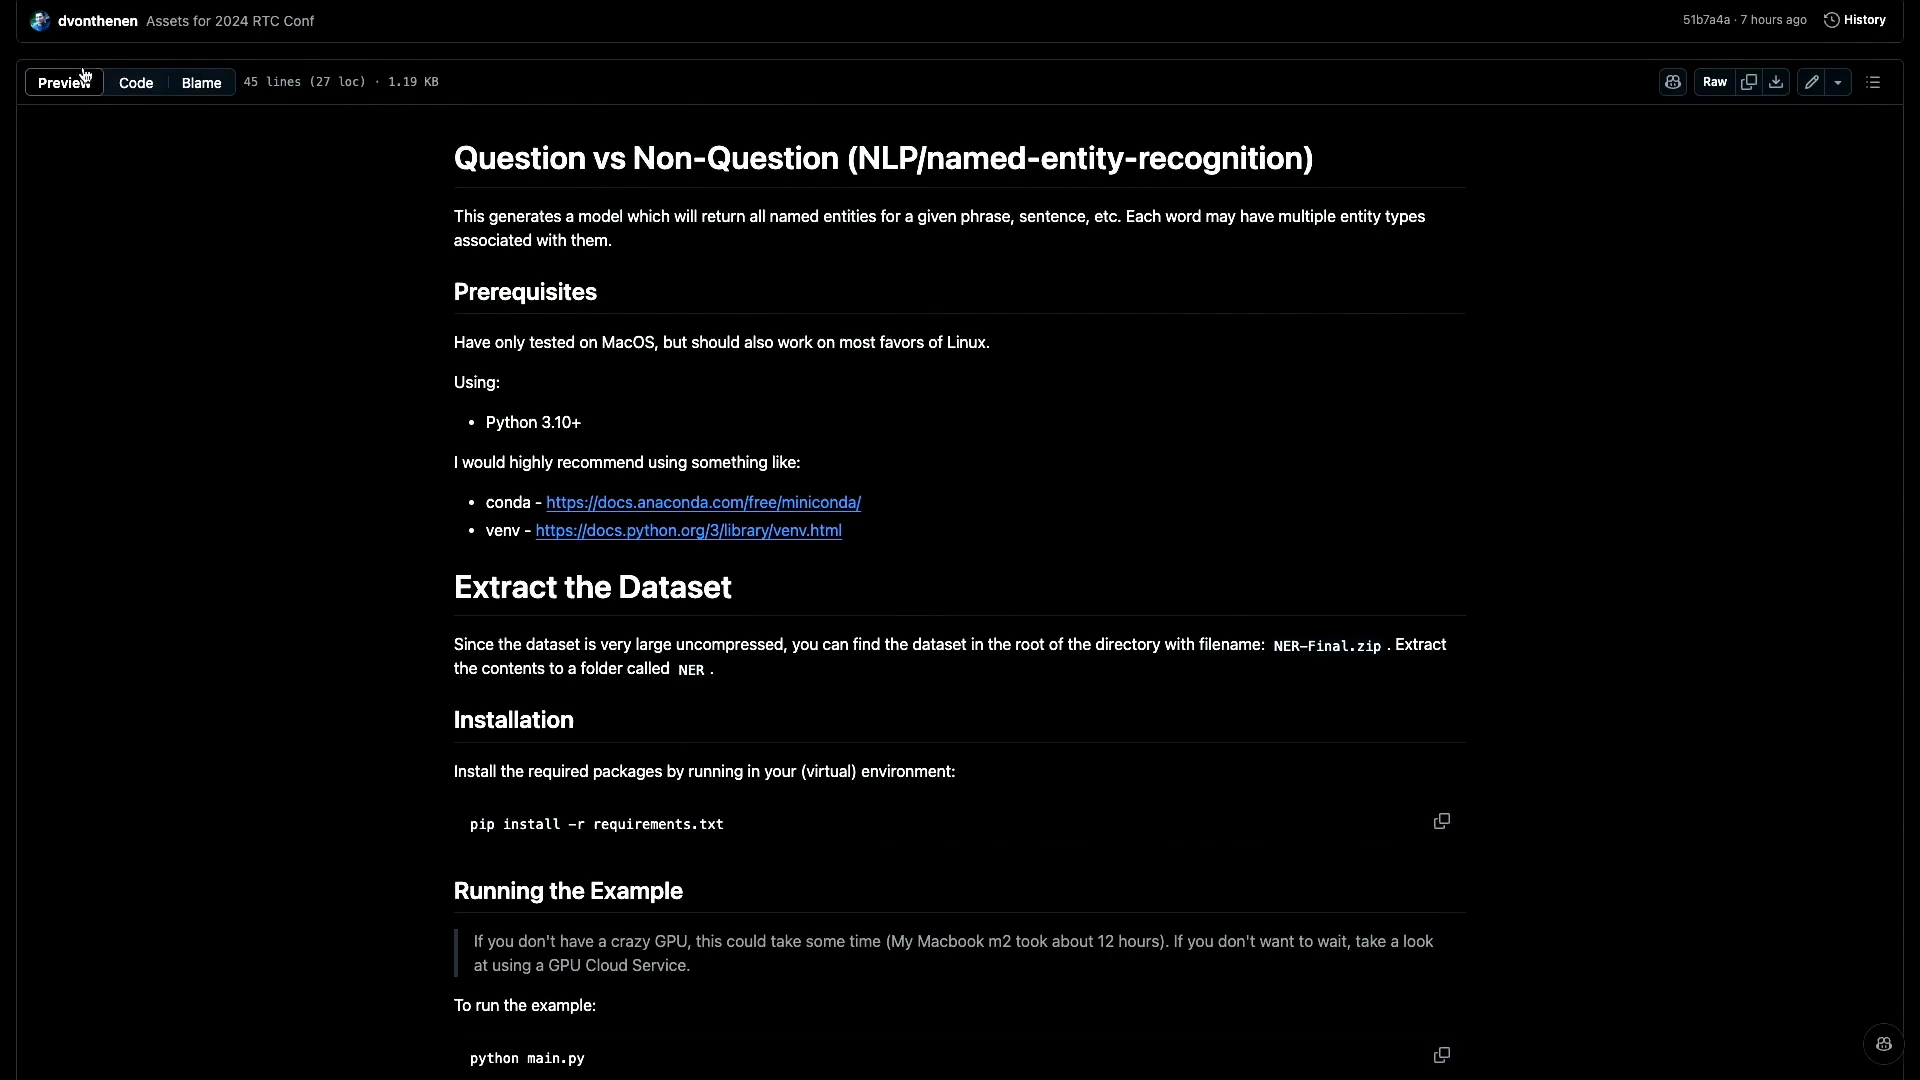 dvonthenen Assets for 2024 RTC Conf
51b7a4a · 7 hours ago
History
Preview
Code
Blame
45 lines (27 loc) · 1.19 KB
Raw
Question vs Non-Question (NLP/named-entity-recognition)
This generates a model which will return all named entities for a given phrase, sentence, etc. Each word may have multiple entity types
associated with them.
Prerequisites
Have only tested on MacOS, but should also work on most favors of Linux.
Using:
• Python 3.10+
I would highly recommend using something like:
• conda - https://docs.anaconda.com/free/miniconda/
• venv - https://docs.python.org/3/library/venv.html
Extract the Dataset
Since the dataset is very large uncompressed, you can find the dataset in the root of the directory with filename: NER-Final.zip . Extract
the contents to a folder called NER .
Installation
Install the required packages by running in your (virtual) environment:
pip install -r requirements.txt
Running the Example
If you don't have a crazy GPU, this could take some time (My Macbook m2 took about 12 hours). If you don't want to wait, take a look
at using a GPU Cloud Service.
To run the example:
python main.py